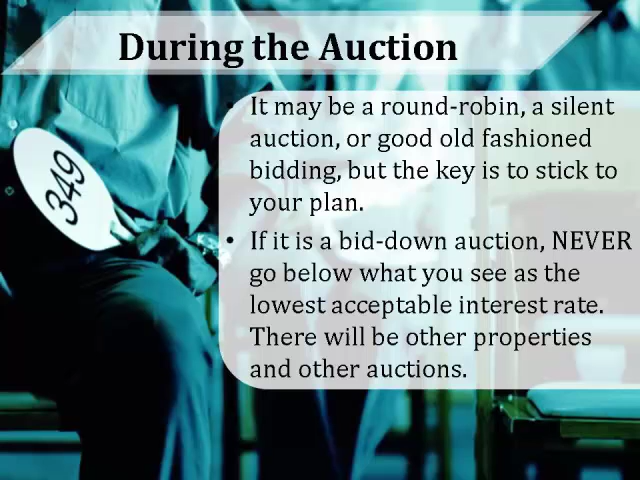 During the Auction
• It may be a round-robin, a silent
auction, or good old fashioned
bidding, but the key is to stick to
your plan.
• If it is a bid-down auction, NEVER
go below what you see as the
lowest acceptable interest rate.
There will be other properties
and other auctions.
349